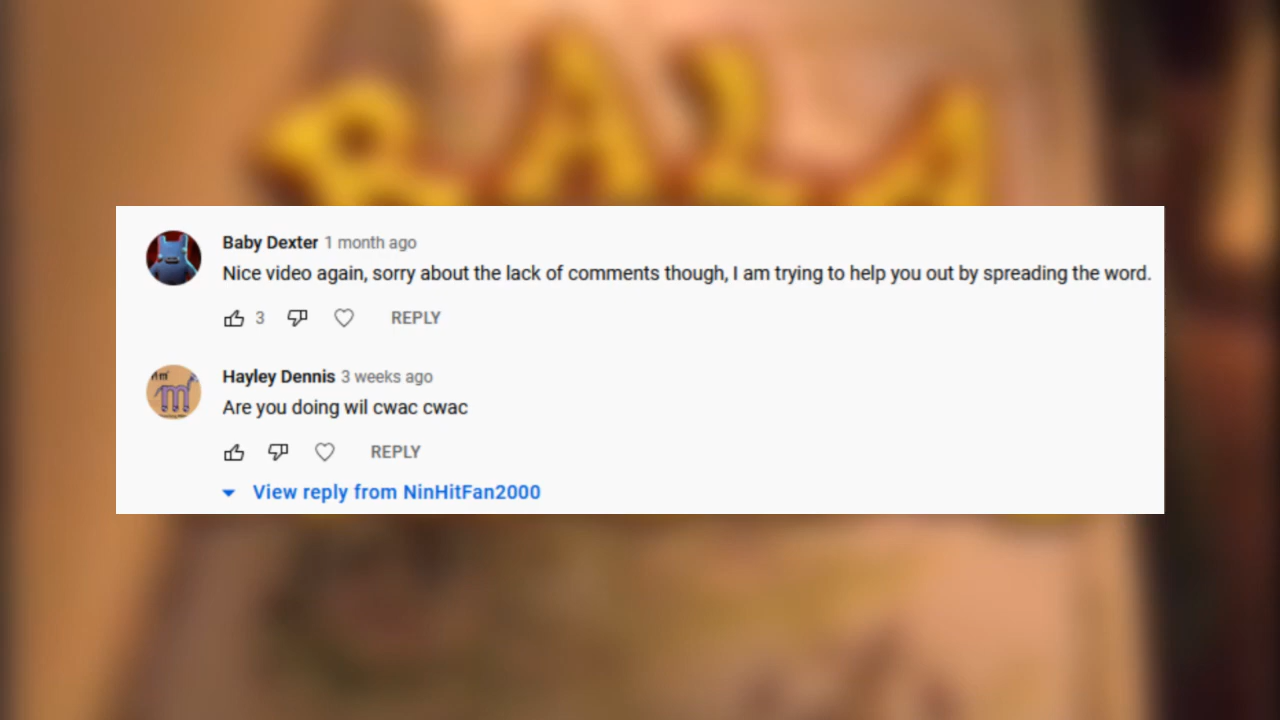 Baby Dexter 1 month ago
Nice video again, sorry about the lack of comments though, I am trying to help you out by spreading the word.
3 REPLY
Hayley Dennis 3 weeks ago
Are you doing wil cwac cwac
REPLY
View reply from NinHitFan2000